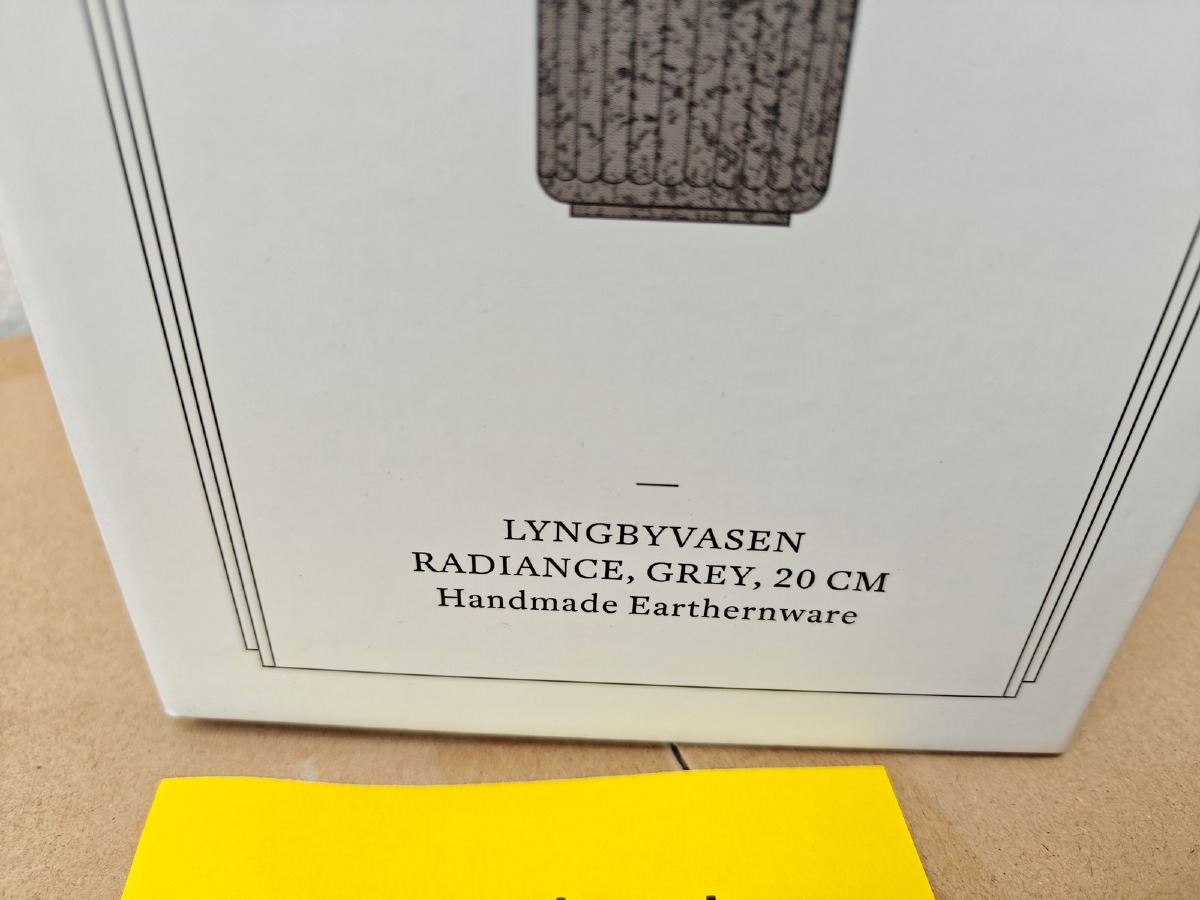 LYNGBYVASEN
RADIANCE, GREY, 20 CM
Handmade Earthernware